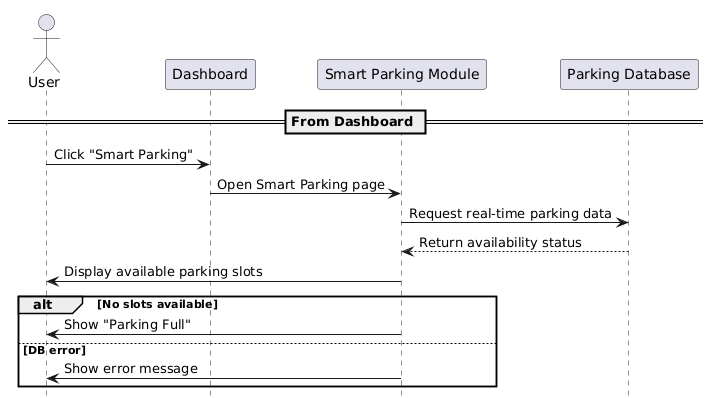 User
Dashboard
Smart Parking Module
Parking Database
From Dashboard
Click "Smart Parking"
Open Smart Parking page
Request real-time parking data
Return availability status
Display available parking slots
alt [No slots available]
Show "Parking Full"
[DB error]
Show error message